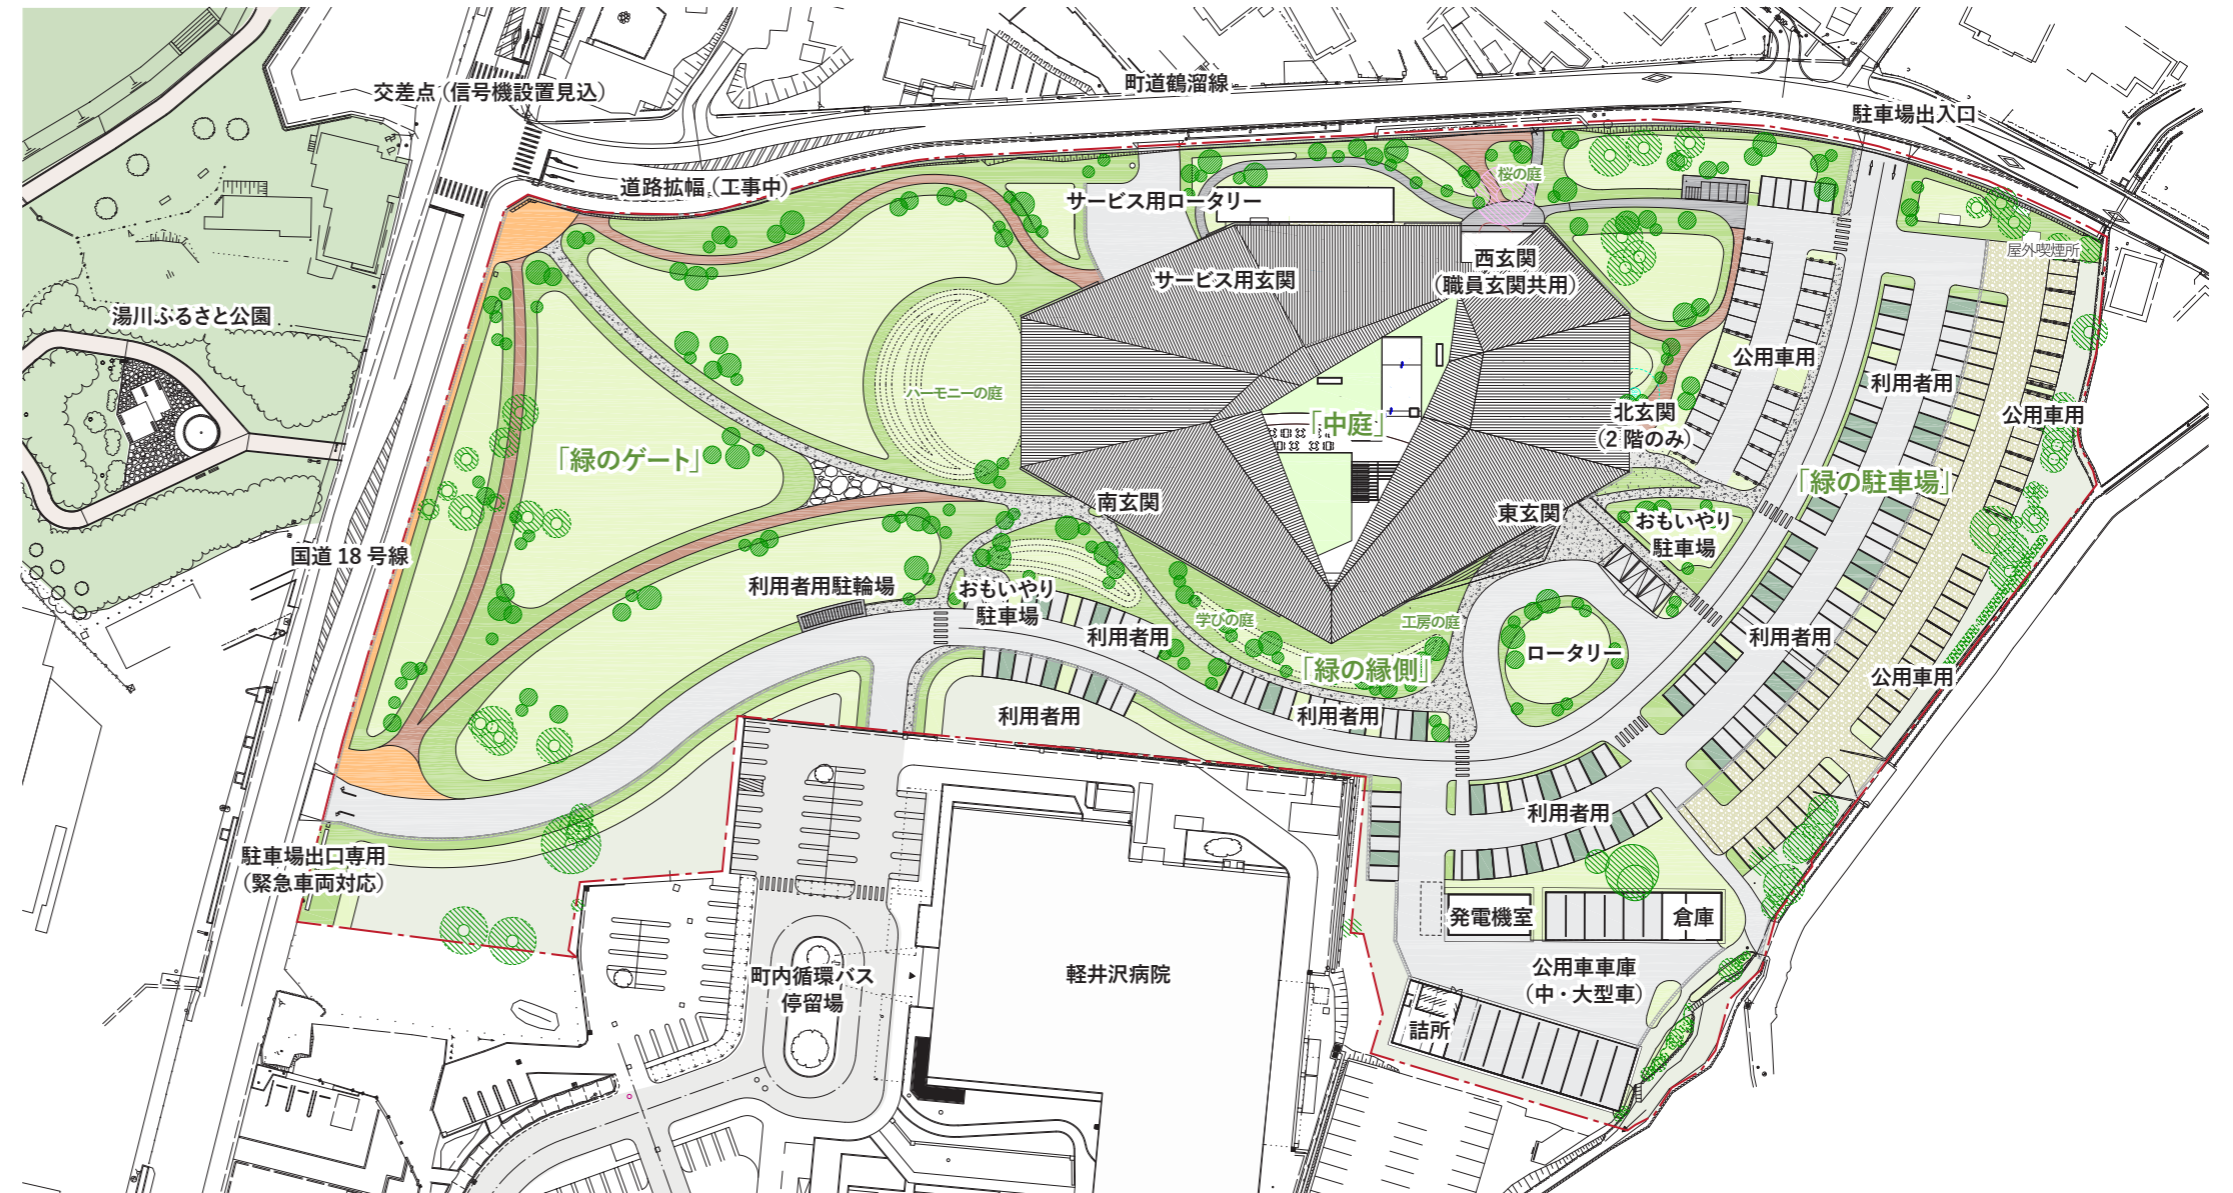 町道鶴溜線
交差点（信号機設置見込）
駐車場出入口
道路拡幅（工事中）
サービス用ロータリー
桜の庭
屋外喫煙所
西玄関
（職員玄関共用）
サービス用玄関
湯川ふるさと公園
公用車用
利用者用
ハーモニーの庭
公用車用
「中庭」
北玄関
（2 階のみ）
「緑のゲート」
「緑の駐車場」
南玄関
東玄関
おもいやり
駐車場
国道 18 号線
利用者用駐輪場
おもいやり
駐車場
学びの庭
工房の庭
利用者用
利用者用
ロータリー
「緑の縁側」
公用車用
利用者用
利用者用
利用者用
駐車場出口専用
（緊急車両対応）
発電機室
倉庫
町内循環バス
停留場
軽井沢病院
公用車車庫
（中・大型車）
詰所